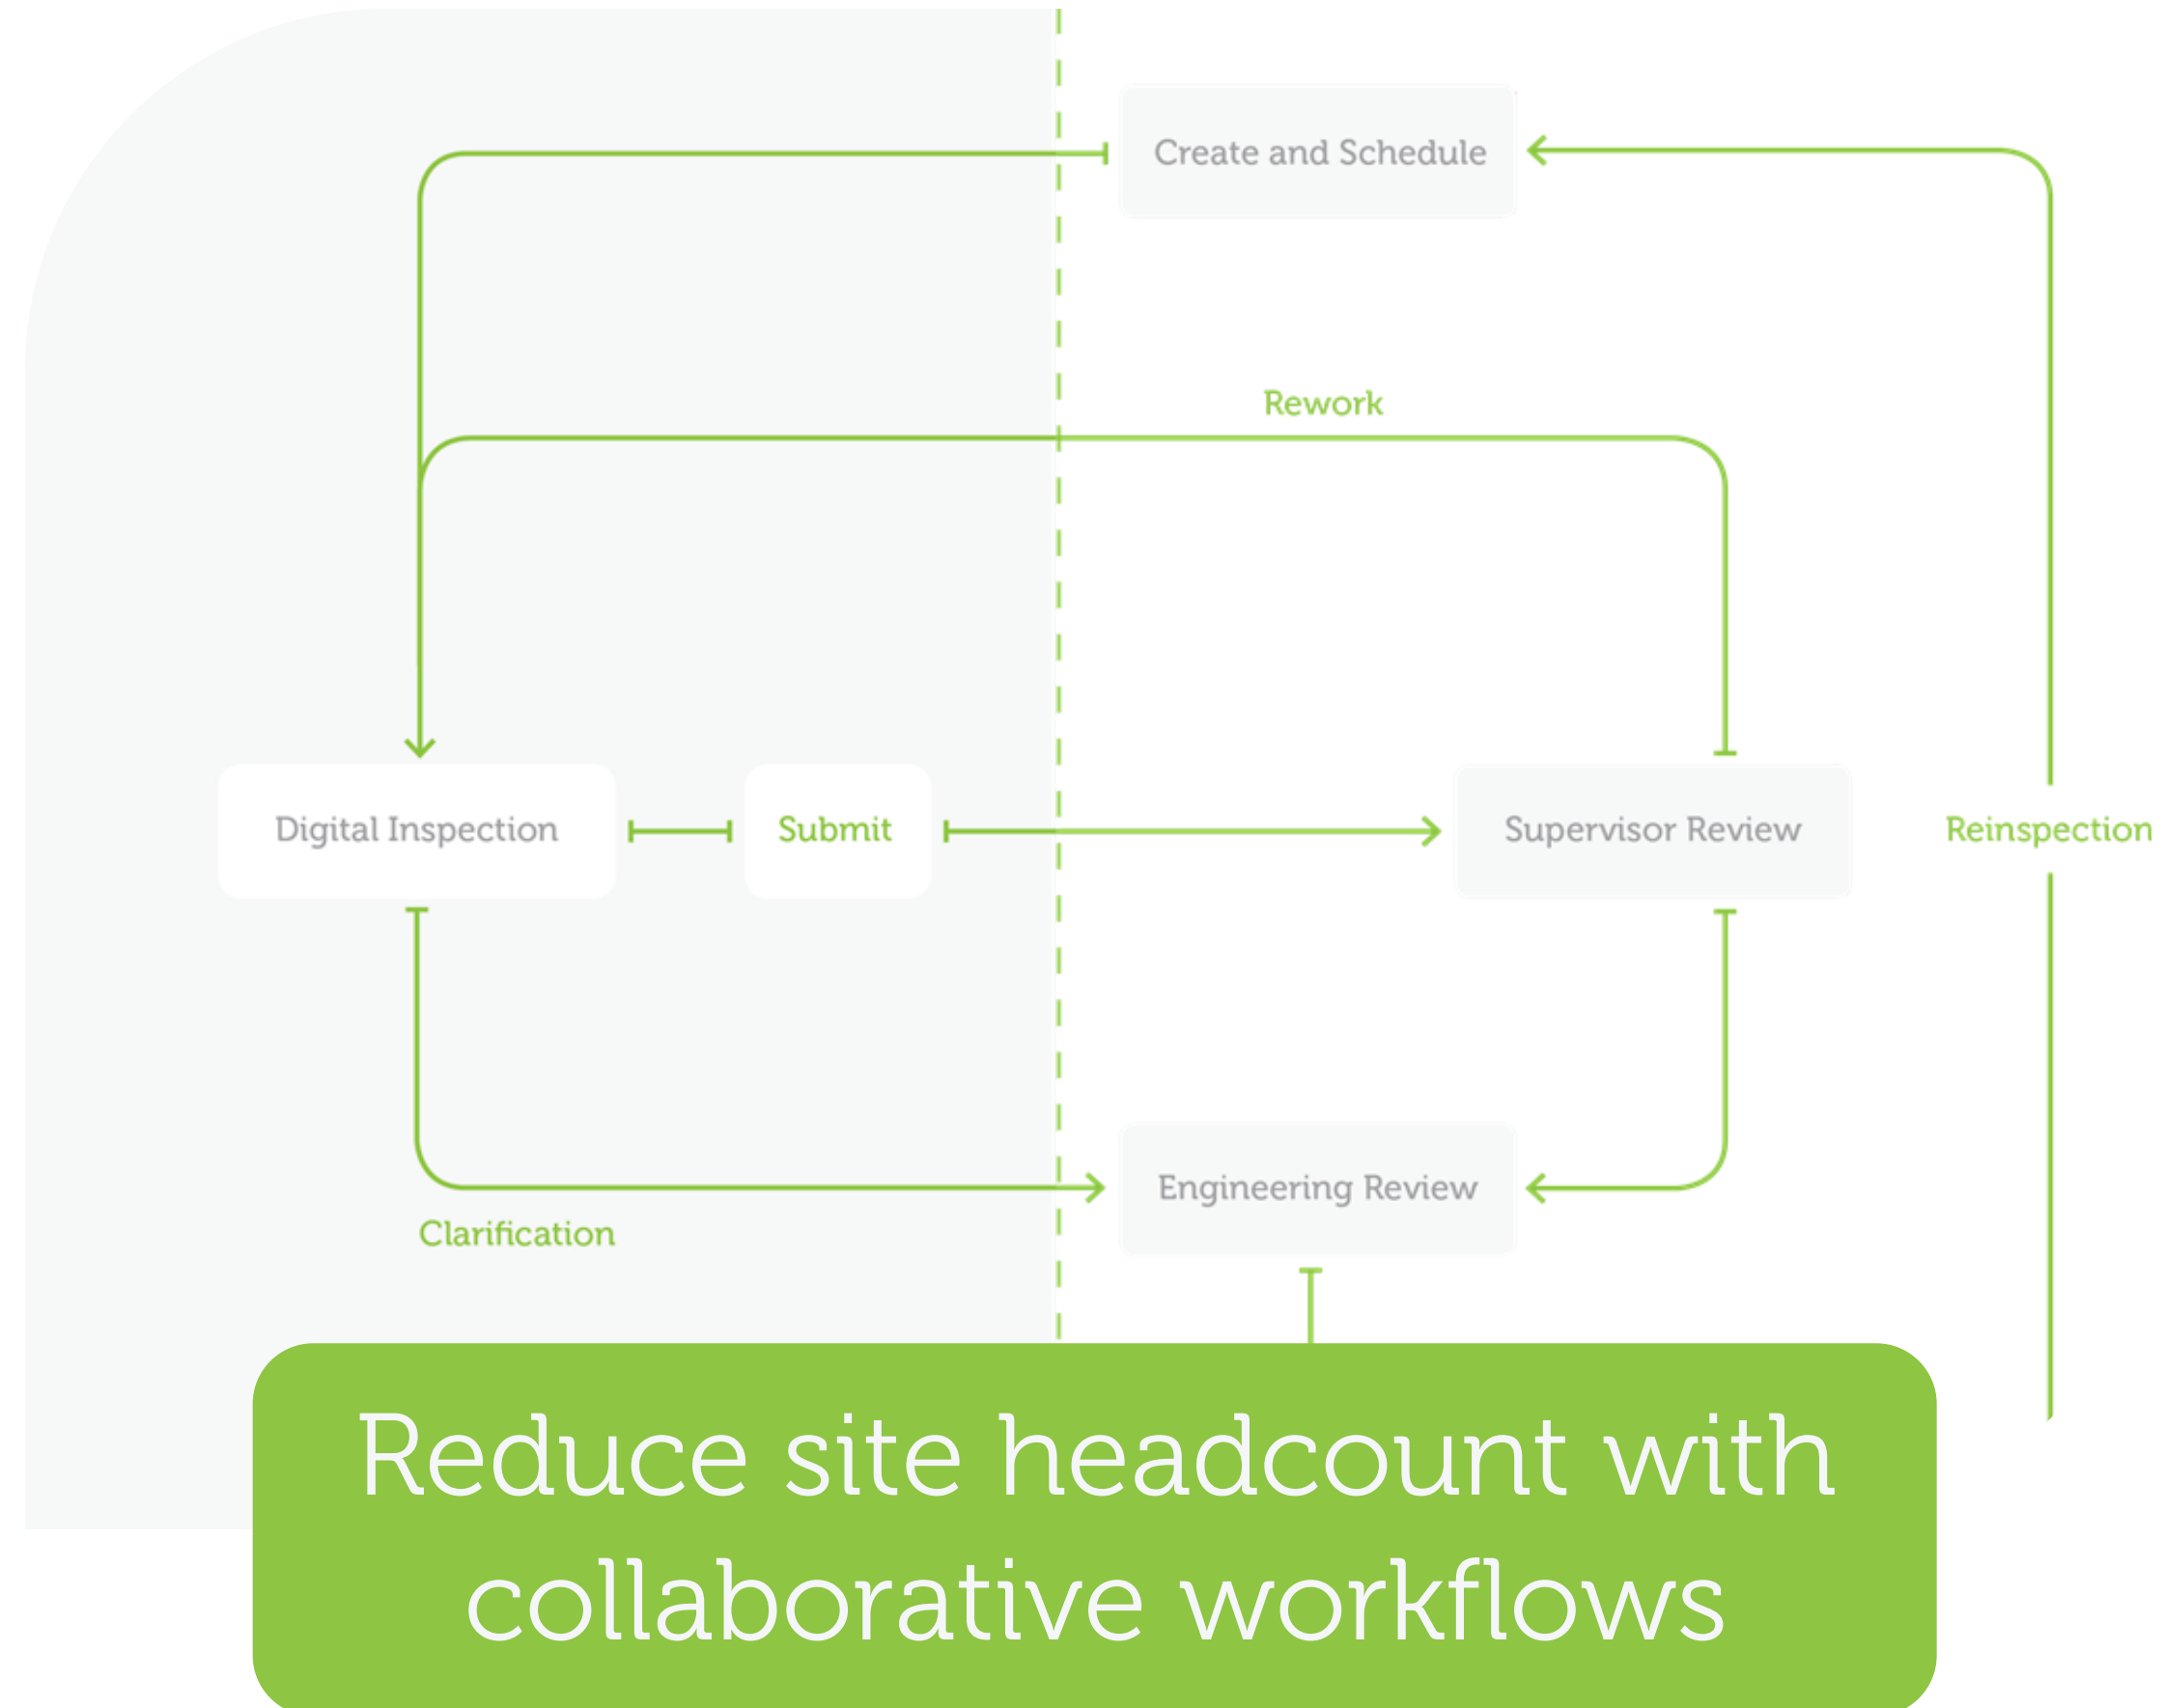 Create and Schedule
Rework
Digital Inspection
Submit
Supervisor Review
Reinspection
Engineering Review
Clarification
Reduce site headcount with
collaborative workflows